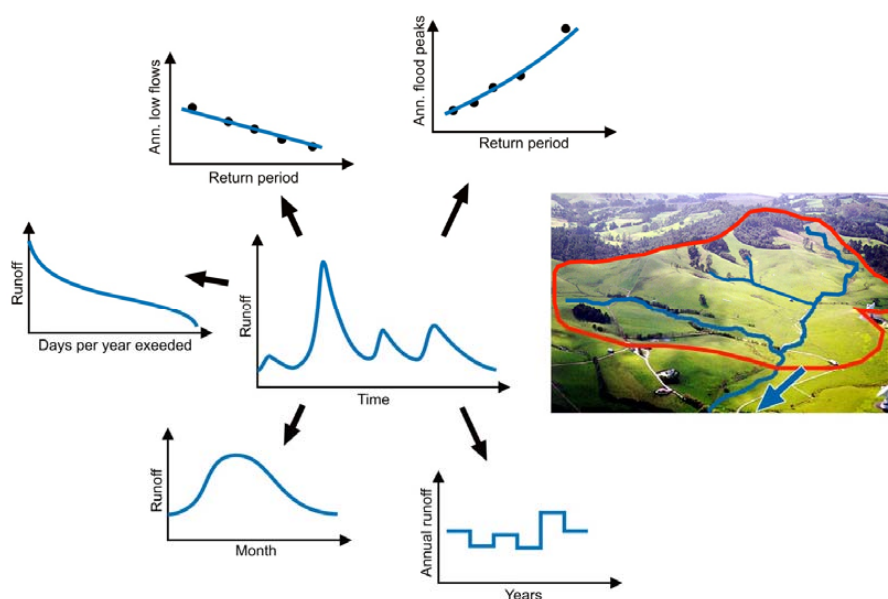 Ann. low flows
Return period
Ann. flood peaks
Return period
Runoff
Days per year exeeded
Runoff
Time
Runoff
Month
Annual runoff
Years